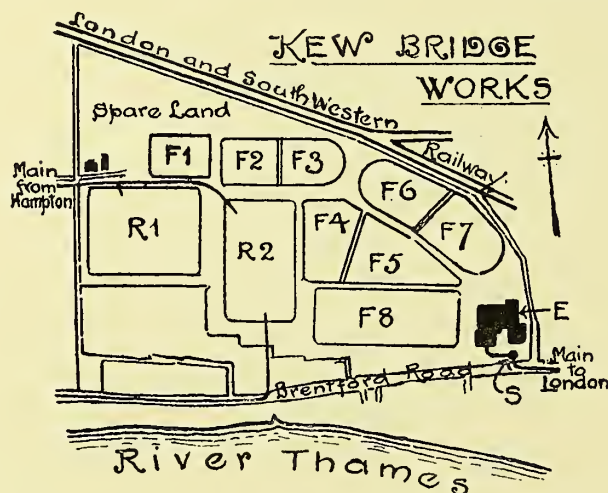 KEW BRIDGE
WORKS
London and South Western
Railway.
Spare Land
Main
from
Hampton
F1
F2
F3
F6
F7
R1
R2
F4
F5
F8
E
Main
to
London
S
Brentford Road
River Thames